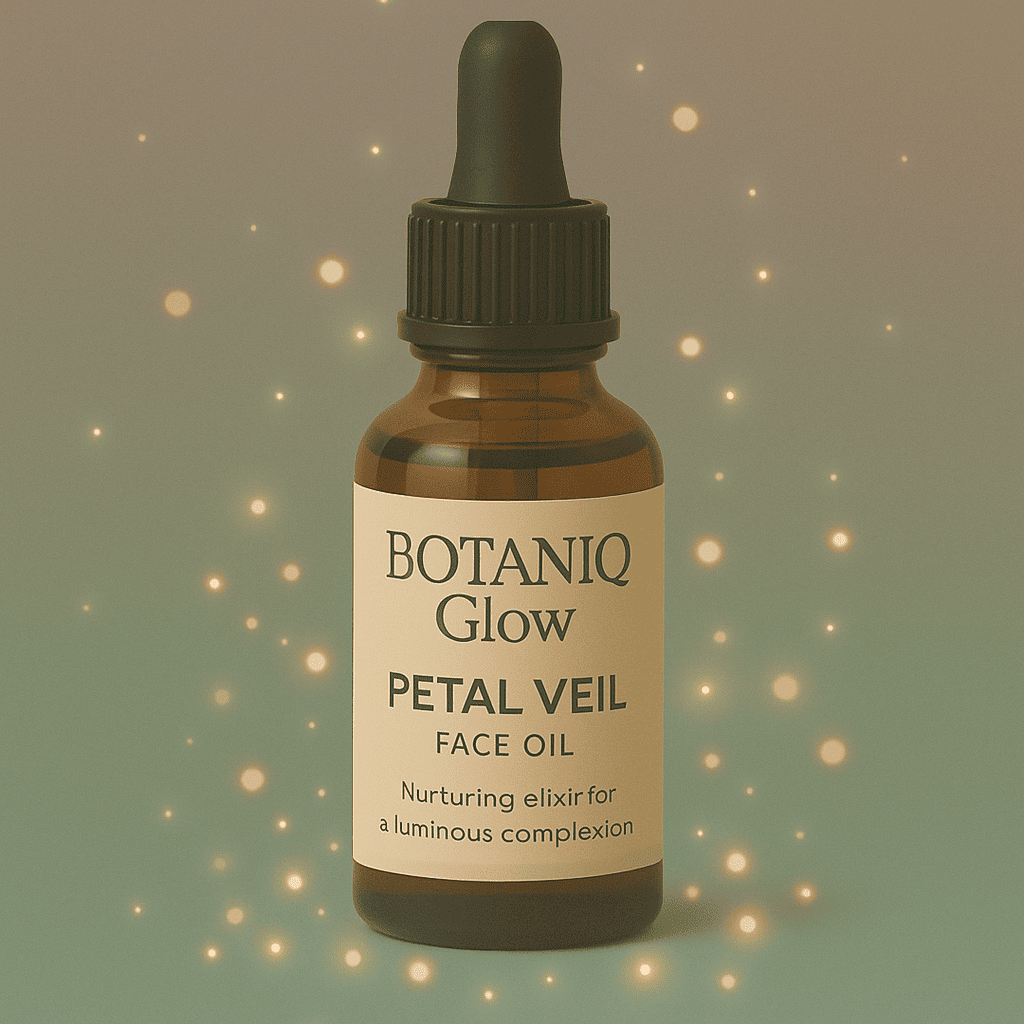 BOTANIQ
Glow
PETAL VEIL
FACE OIL
Nurturing elixir for
a luminous complexion